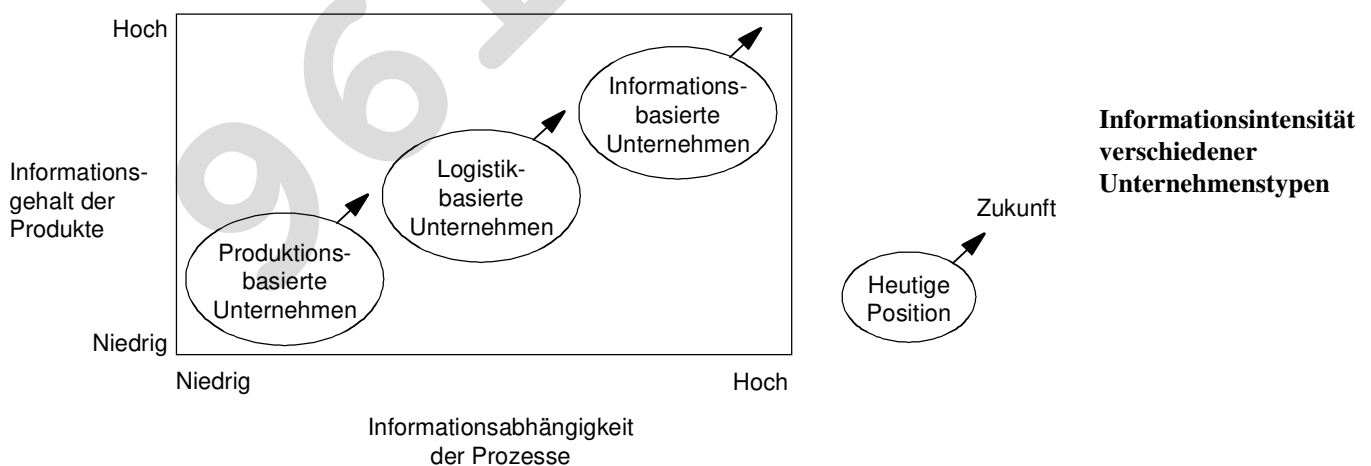 Hoch
Informations-
basierte
Unternehmen
Informations-
gehalt der
Produkte
Logistik-
basierte
Unternehmen
Produktions-
basierte
Unternehmen
Niedrig
Niedrig
Hoch
Informationsabhängigkeit
der Prozesse
Zukunft
Heutige
Position
Informationsintensität
verschiedener
Unternehmenstypen